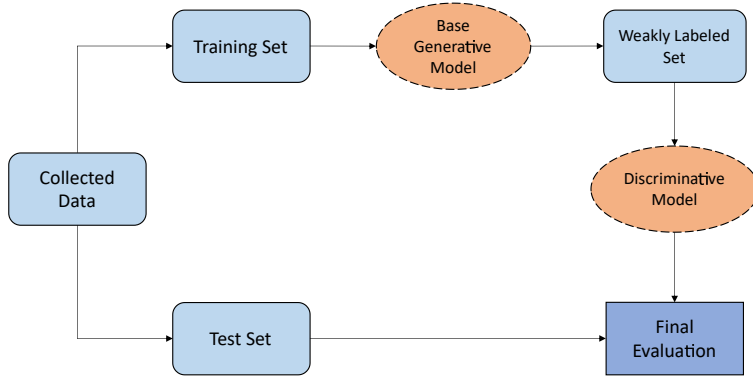 Training Set
Base
Generative
Model
Weakly Labeled
Set
Collected
Data
Discriminative
Model
Test Set
Final
Evaluation